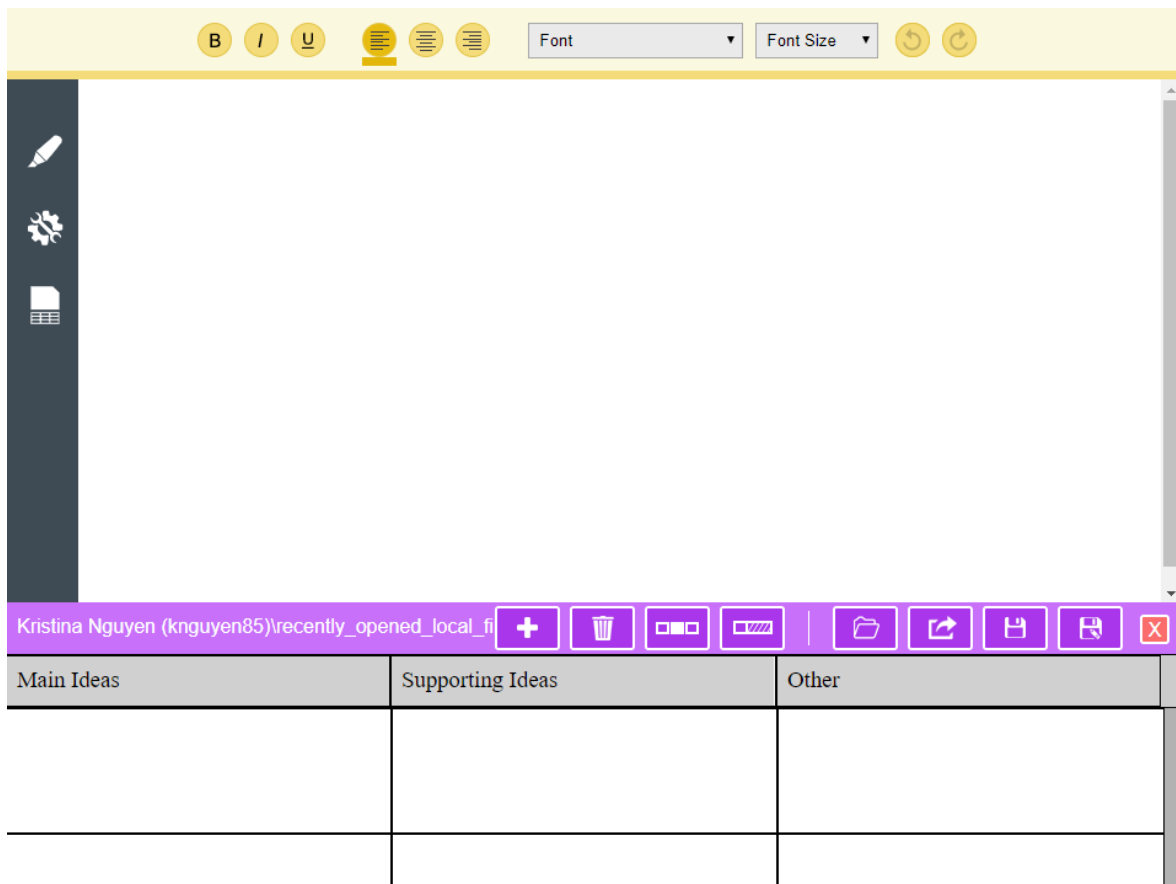 B I U Font Font Size
Kristina Nguyen (knguyen85)\recently_opened_local_fi X
Main Ideas Supporting Ideas Other